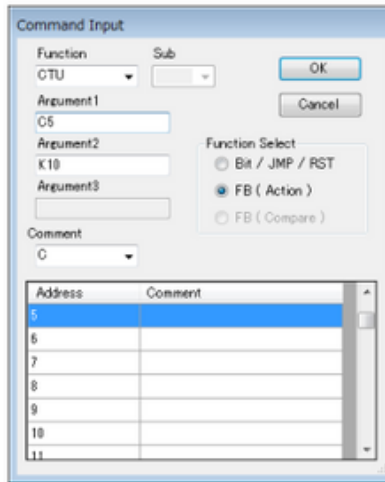 Command Input
Function Sub
CTU
OK
Argument1
C5
Cancel
Argument2
K10
Function Select
Bit / JMP / RST
Argument3
FB ( Action )
FB ( Compare )
Comment
C
Address Comment
5
6
7
8
9
10
11